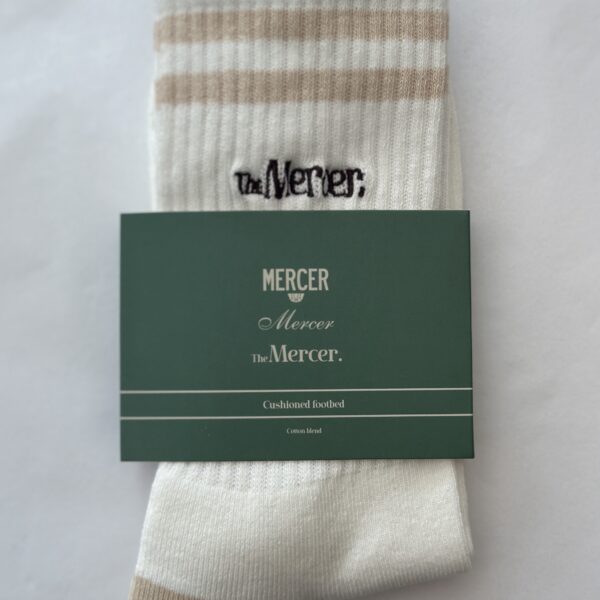 The Mercer.
MERCER
Mercer
The Mercer.
Cushioned footbed
Cotton blend